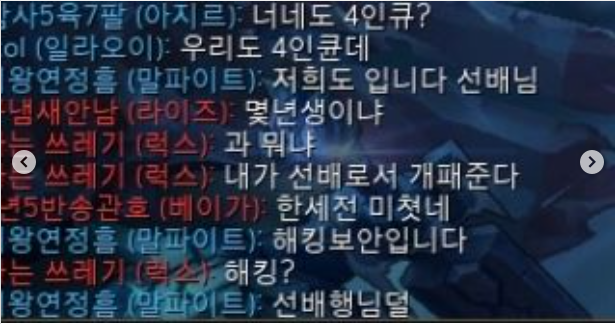 강사5육7팔 (아지르): 너네도 4인큐?
ol (일라오이): 우리도 4인큔데
왕연정흠 (말파이트): 저희도 입니다 선배님
냄새안남 (라이즈): 몇년생이냐
는 쓰레기 (럭스): 과 뭐냐
는 쓰레기 (럭스): 내가 선배로서 개패준다
년5반송관호 (베이가): 한세전 미쳣네
왕연정흠 (말파이트): 해킹보안입니다
는 쓰레기 (럭스): 해킹?
왕연정흠 (말파이트): 선배행님덜